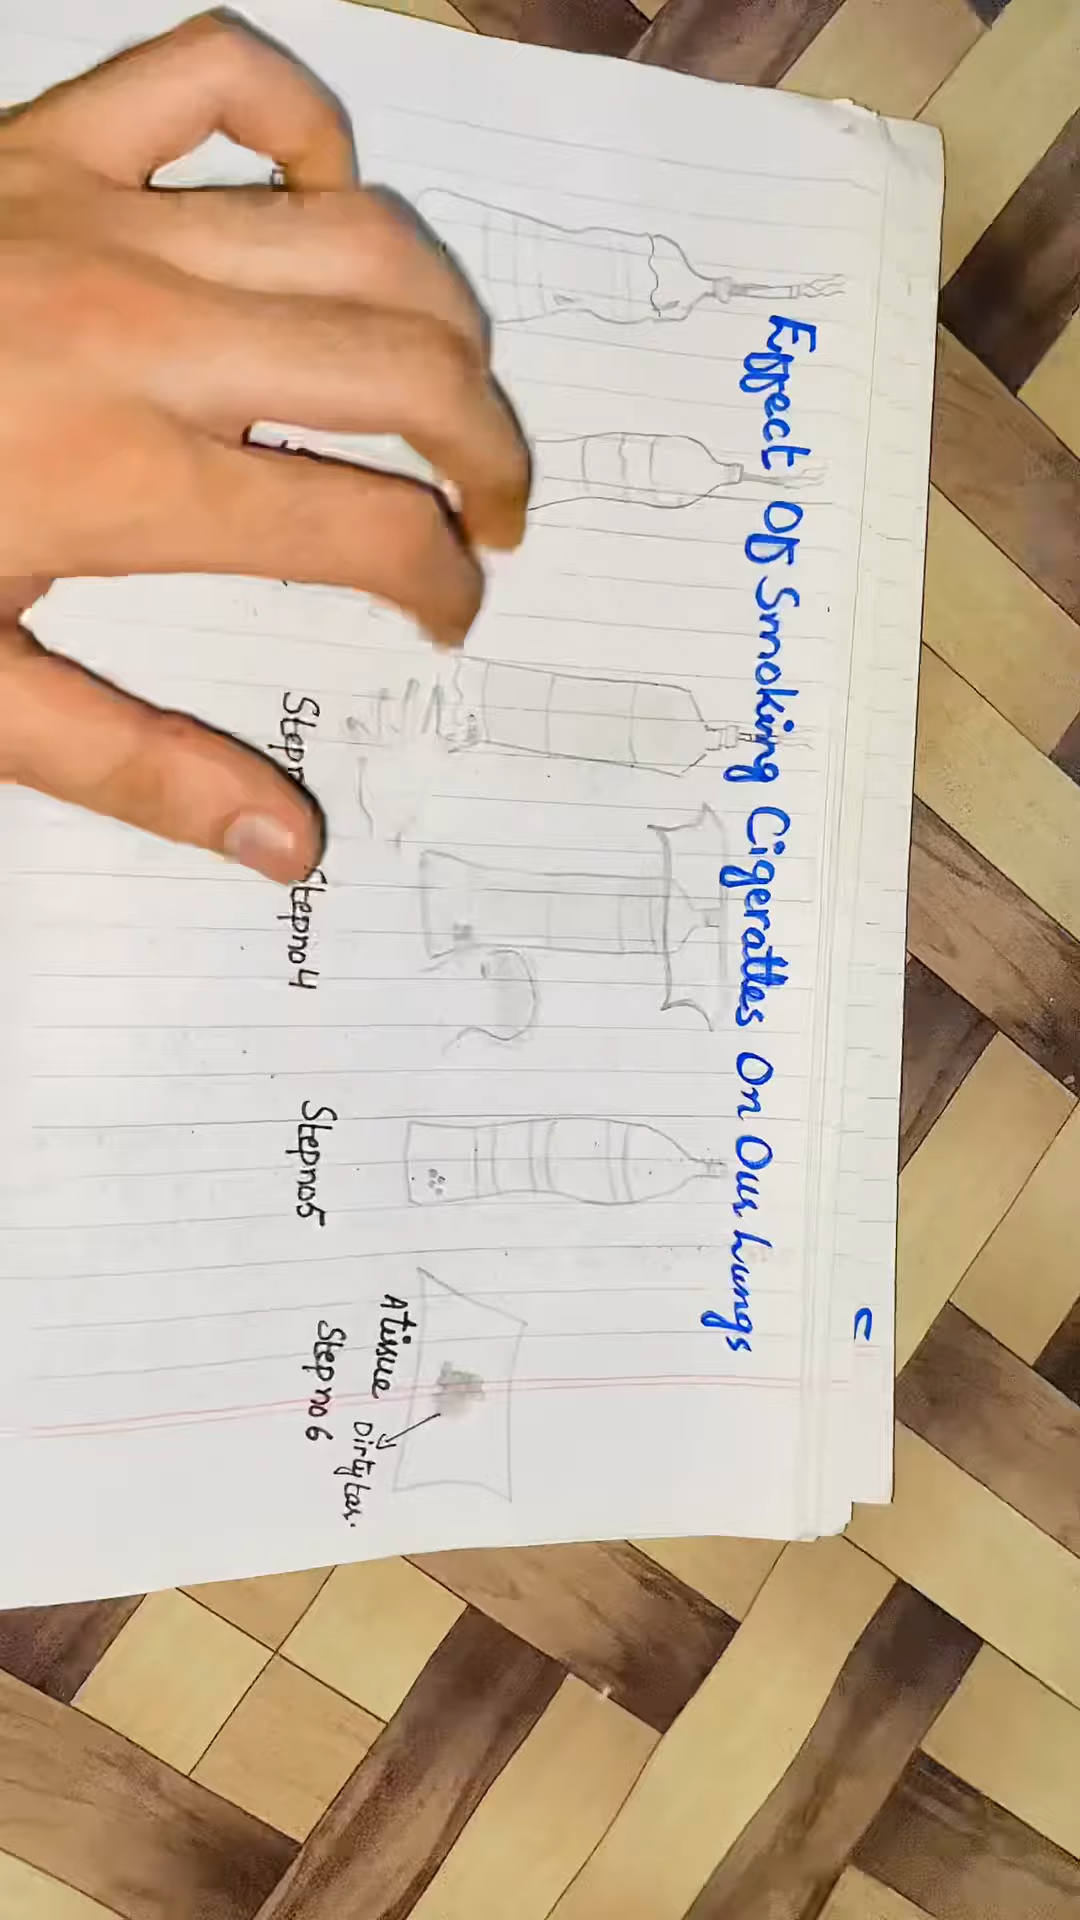 Effect Of Smoking Cigerattes On Our Lungs
Stepno4
Stepno5
A tissue
Dirty tar.
Step no 6